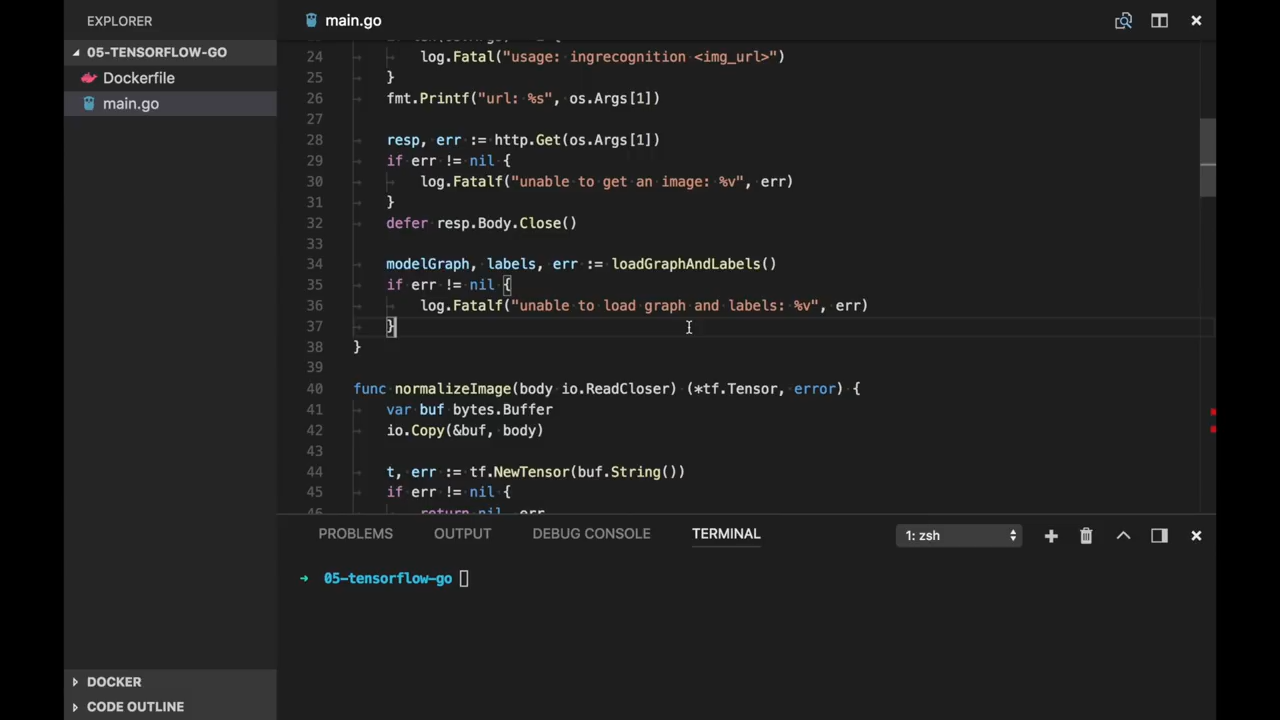 EXPLORER
main.go
05-TENSORFLOW-GO
Dockerfile
main.go
24 log.Fatal("usage: ingrecognition <img_url>")
25 }
26 fmt.Printf("url: %s", os.Args[1])
27
28 resp, err := http.Get(os.Args[1])
29 if err != nil {
30 log.Fatalf("unable to get an image: %v", err)
31 }
32 defer resp.Body.Close()
33
34 modelGraph, labels, err := loadGraphAndLabels()
35 if err != nil {
36 log.Fatalf("unable to load graph and labels: %v", err)
37 }
38 }
39
40 func normalizeImage(body io.ReadCloser) (*tf.Tensor, error) {
41 var buf bytes.Buffer
42 io.Copy(&buf, body)
43
44 t, err := tf.NewTensor(buf.String())
45 if err != nil {
return nil, err
PROBLEMS OUTPUT DEBUG CONSOLE TERMINAL 1: zsh
→ 05-tensorflow-go
DOCKER
CODE OUTLINE